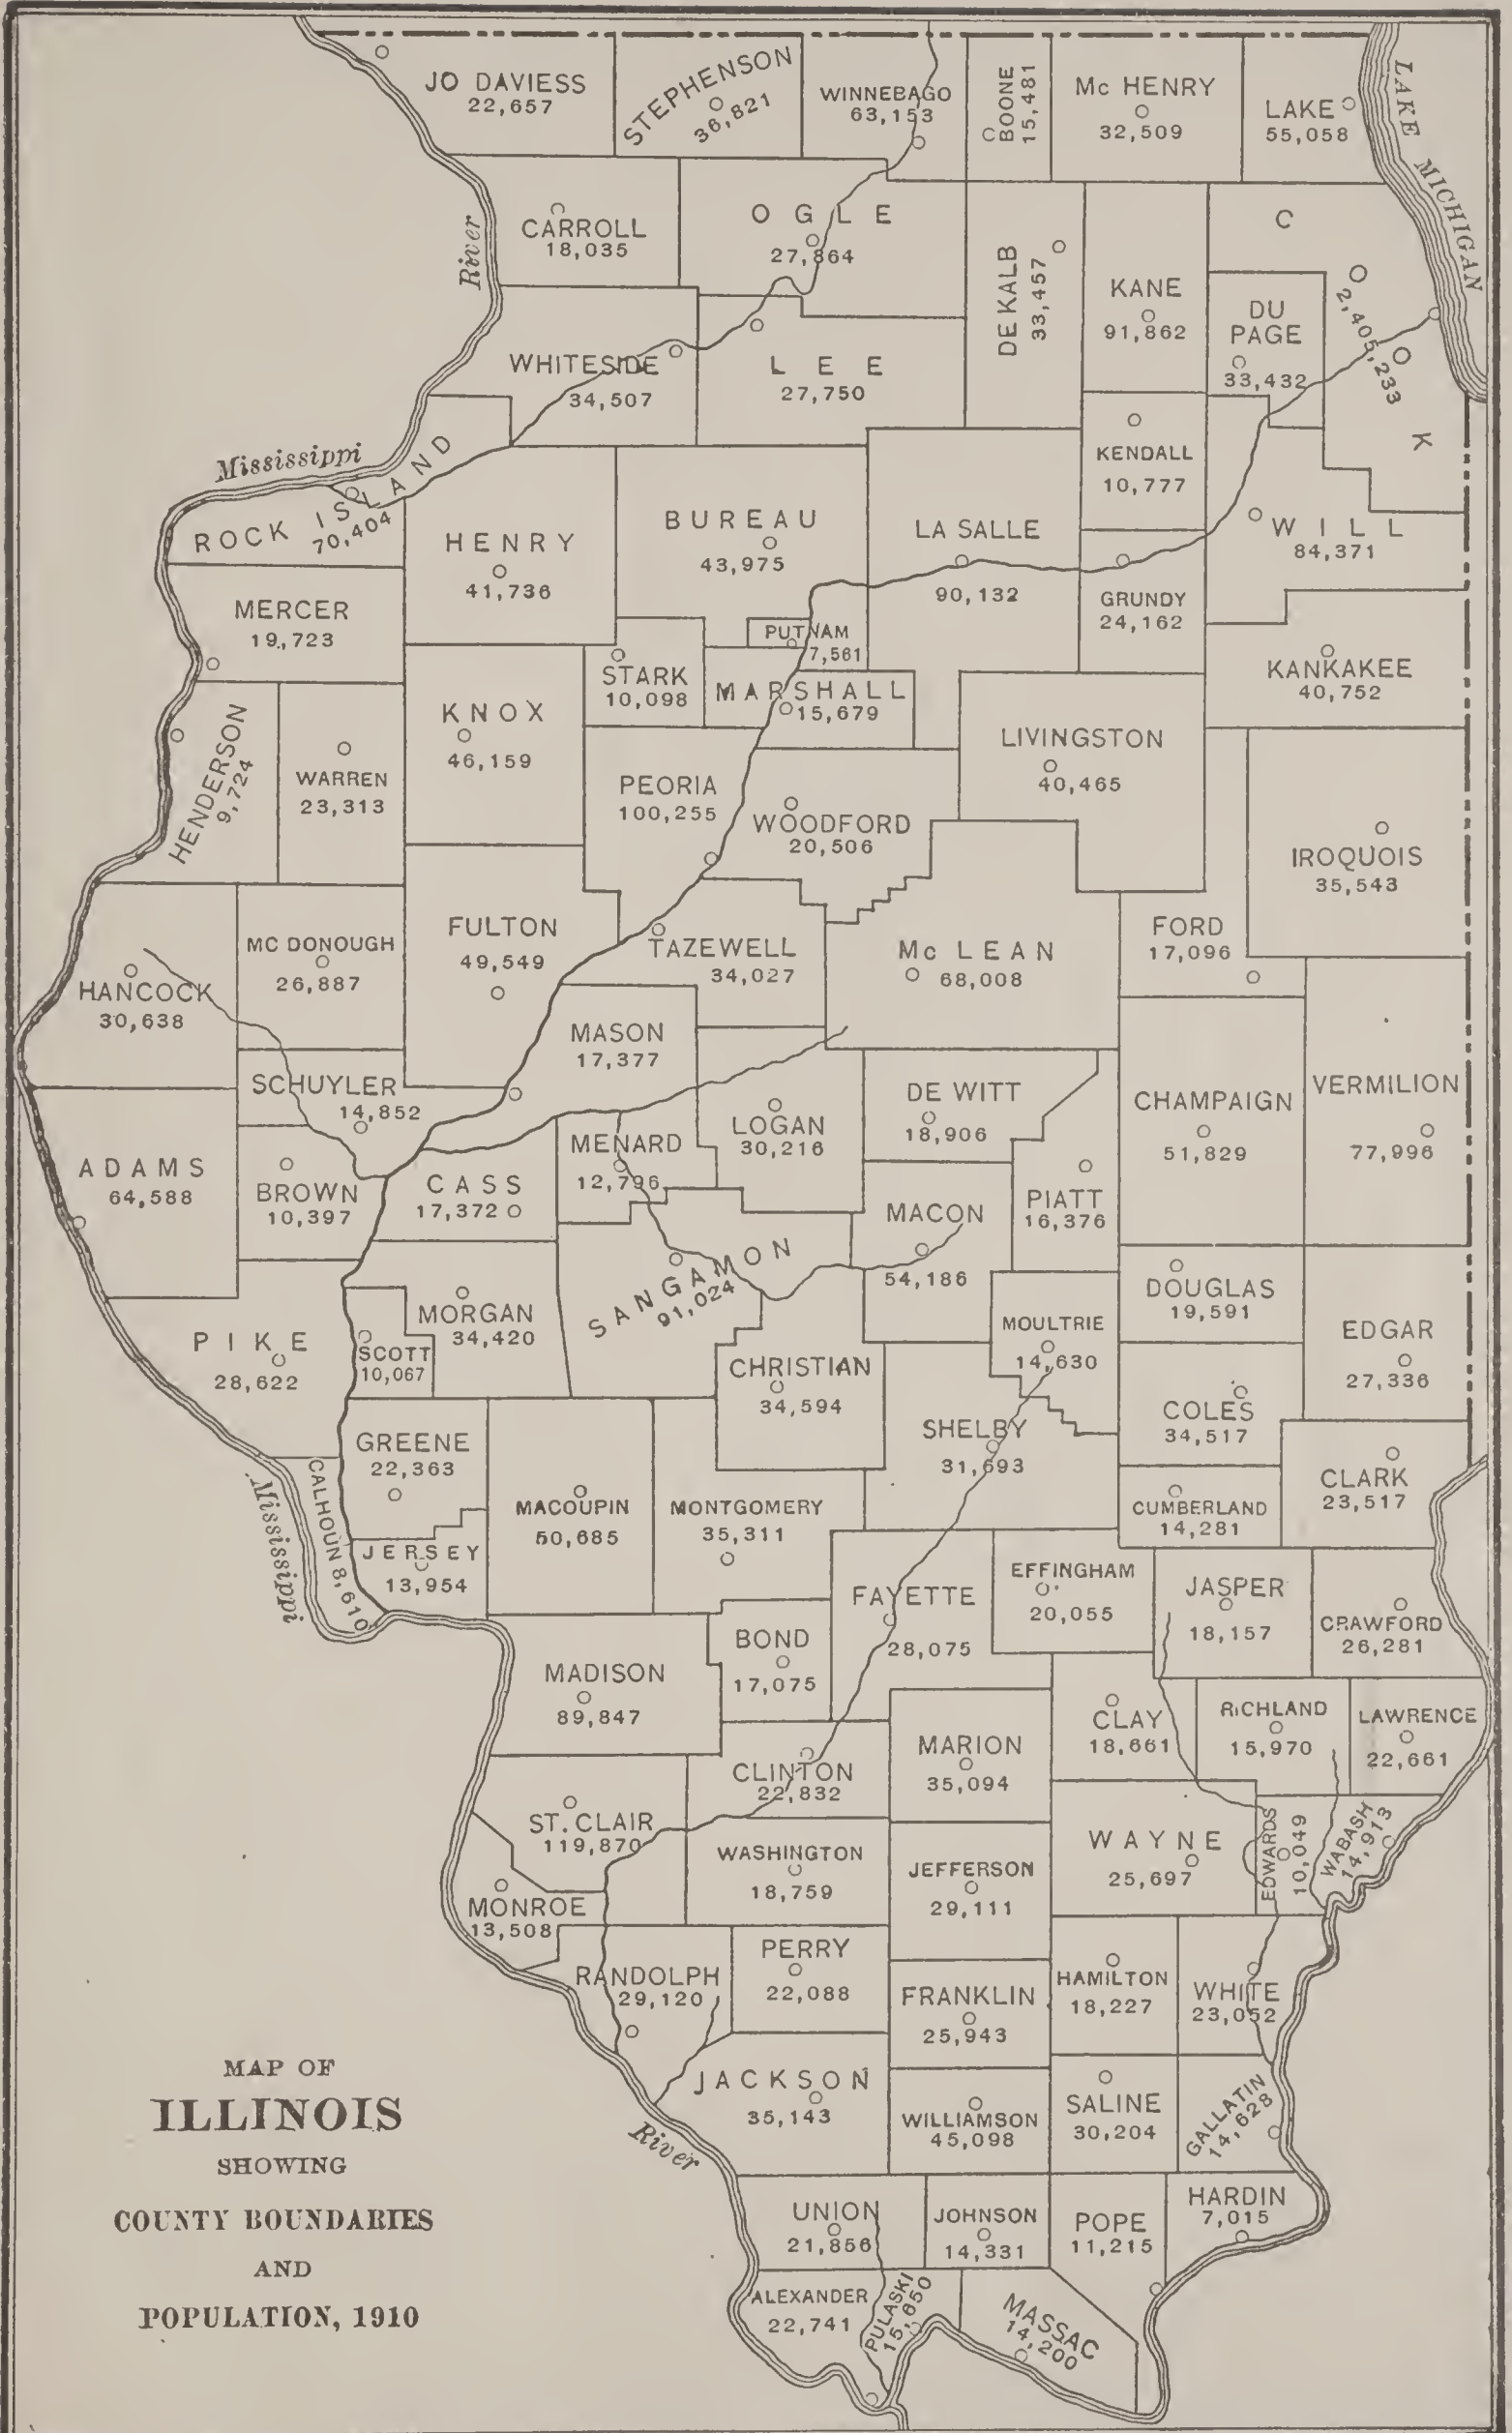 JO DAVIESS
22,657
STEPHENSON
36,821
WINNEBAGO
63,153
BOONE
15,481
Mc HENRY
32,509
LAKE
55,058
LAKE MICHIGAN
CARROLL
18,035
OGLE
27,864
DE KALB
33,457
KANE
91,862
COOK
2,405,233
DU
PAGE
33,432
River
WHITESIDE
34,507
LEE
27,750
KENDALL
10,777
Mississippi
ROCK ISLAND
70,404
HENRY
41,736
BUREAU
43,975
LA SALLE
90,132
GRUNDY
24,162
WILL
84,371
MERCER
19,723
PUTNAM
7,561
STARK
10,098
MARSHALL
15,679
KANKAKEE
40,752
HENDERSON
9,724
WARREN
23,313
KNOX
46,159
PEORIA
100,255
WOODFORD
20,506
LIVINGSTON
40,465
IROQUOIS
35,543
HANCOCK
30,638
MC DONOUGH
26,887
FULTON
49,549
TAZEWELL
34,027
Mc LEAN
68,008
FORD
17,096
MASON
17,377
SCHUYLER
14,852
LOGAN
30,216
DE WITT
18,906
CHAMPAIGN
51,829
VERMILION
77,996
ADAMS
64,588
BROWN
10,397
CASS
17,372
MENARD
12,796
MACON
54,186
PIATT
16,376
SANGAMON
91,024
DOUGLAS
19,591
PIKE
28,622
SCOTT
10,067
MORGAN
34,420
CHRISTIAN
34,594
MOULTRIE
14,630
EDGAR
27,336
COLES
34,517
GREENE
22,363
SHELBY
31,693
CLARK
23,517
CUMBERLAND
14,281
Mississippi
CALHOUN 8,610
JERSEY
13,954
MACOUPIN
50,685
MONTGOMERY
35,311
FAYETTE
28,075
EFFINGHAM
20,055
JASPER
18,157
CRAWFORD
26,281
MADISON
89,847
BOND
17,075
CLAY
18,661
RICHLAND
15,970
LAWRENCE
22,661
CLINTON
22,832
MARION
35,094
ST. CLAIR
119,870
WASHINGTON
18,759
JEFFERSON
29,111
WAYNE
25,697
EDWARDS
10,049
WABASH
14,913
MONROE
13,508
RANDOLPH
29,120
PERRY
22,088
FRANKLIN
25,943
HAMILTON
18,227
WHITE
23,052
JACKSON
35,143
WILLIAMSON
45,098
SALINE
30,204
GALLATIN
14,628
River
UNION
21,856
JOHNSON
14,331
POPE
11,215
HARDIN
7,015
ALEXANDER
22,741
PULASKI
15,650
MASSAC
14,200
MAP OF
ILLINOIS
SHOWING
COUNTY BOUNDARIES
AND
POPULATION, 1910